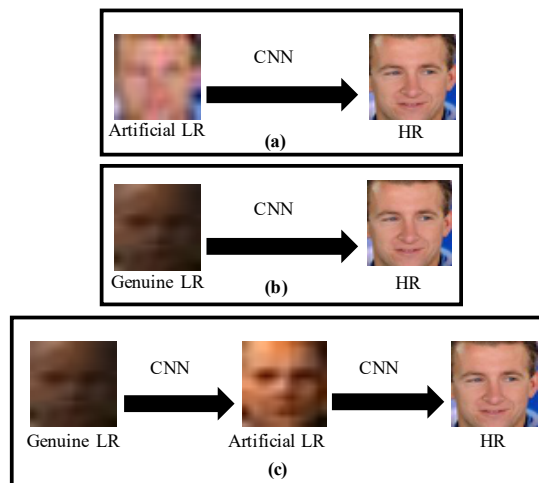 CNN
Artificial LR
HR
(a)
CNN
Genuine LR
HR
(b)
CNN
CNN
Genuine LR
Artificial LR
HR
(c)